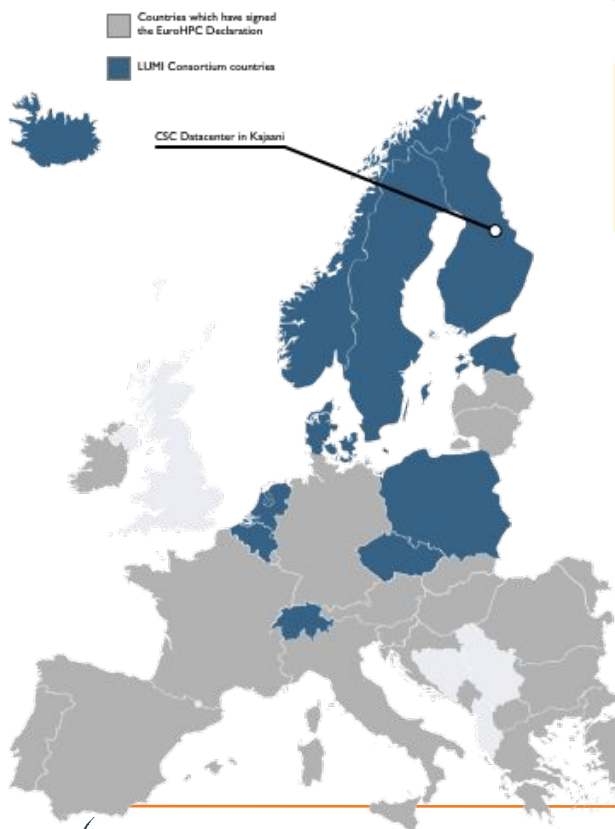 Countries which have signed
the EuroHPC Declaration
LUMI Consortium countries
CSC Datacenter in Kajaani